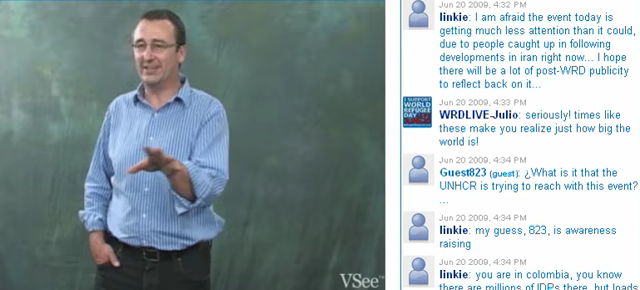 Jun 20 2009, 4:32 PM
linkie: I am afraid the event today is
getting much less attention than it could,
due to people caught up in following
developments in iran right now... I hope
there will be a lot of post-WRD publicity
to reflect back on it...
I SUPPORT
WORLD
REFUGEE
DAY
Jun 20 2009, 4:33 PM
WRDLIVE-Julio: seriously! times like
these make you realize just how big the
world is!
Jun 20 2009, 4:34 PM
Guest823 (guest): ¿What is it that the
UNHCR is trying to reach with this event?
...
Jun 20 2009, 4:34 PM
linkie: my guess, 823, is awareness
raising
Jun 20 2009, 4:34 PM
linkie: you are in colombia, you know
there are millions of IDPs there, but loads
VSee